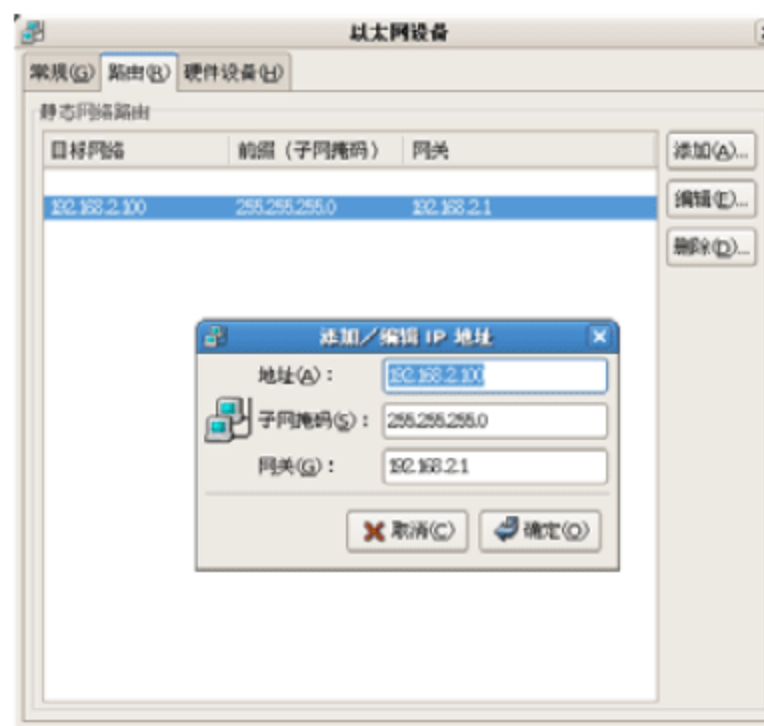 以太网设备
常规(G) 路由(R) 硬件设备(H)
静态网络路由
目标网络 前缀（子网掩码） 网关
添加(A)...
192.168.2.100 255.255.255.0 192.168.2.1
编辑(E)...
删除(D)...
添加／编辑 IP 地址
地址(A)： 192.168.2.100
子网掩码(S)： 255.255.255.0
网关(G)： 192.168.2.1
取消(C) 确定(O)